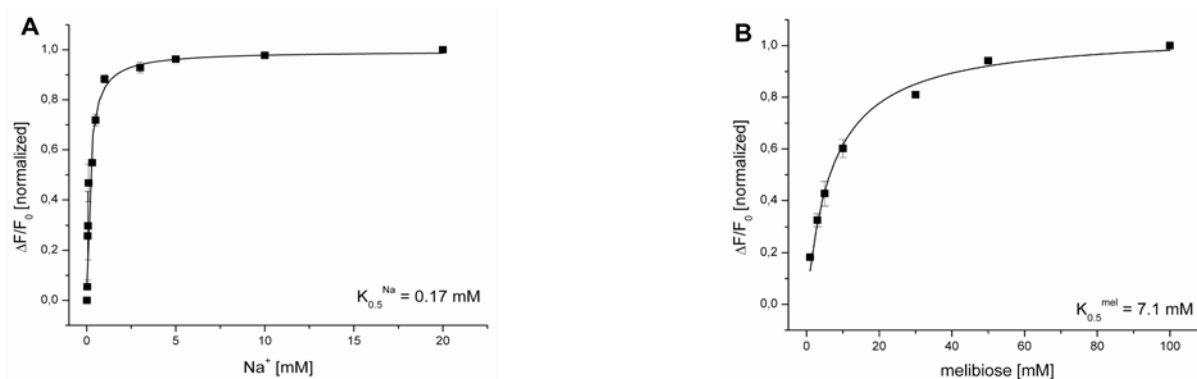 A
1,0
0,8
0,6
0,4
0,2
0,0
ΔF/F0 [normalized]
K0.5Na = 0.17 mM
0 5 10 15 20
Na+ [mM]
B
1,0
0,8
0,6
0,4
0,2
0,0
ΔF/F0 [normalized]
K0.5mel = 7.1 mM
0 20 40 60 80 100
melibiose [mM]